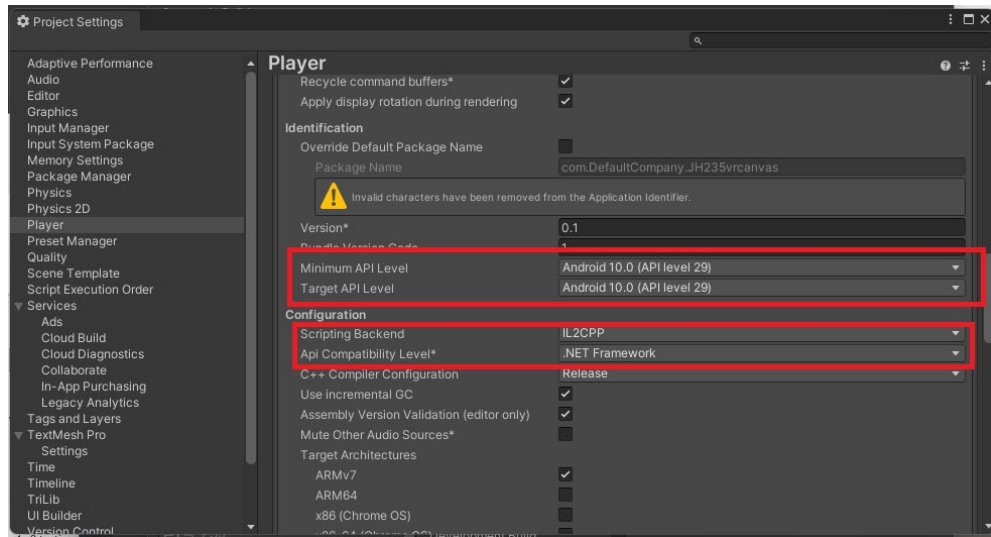 Project Settings
Adaptive Performance
Audio
Editor
Graphics
Input Manager
Input System Package
Memory Settings
Package Manager
Physics
Physics 2D
Player
Preset Manager
Quality
Scene Template
Script Execution Order
Services
Ads
Cloud Build
Cloud Diagnostics
Collaborate
In-App Purchasing
Legacy Analytics
Tags and Layers
TextMesh Pro
Settings
Time
Timeline
TriLib
UI Builder
Version Control
Player
Recycle command buffers*
Apply display rotation during rendering
Identification
Override Default Package Name
Package Name com.DefaultCompany.JH235vrcanvas
Invalid characters have been removed from the Application Identifier.
Version* 0.1
Bundle Version Code 1
Minimum API Level Android 10.0 (API level 29)
Target API Level Android 10.0 (API level 29)
Configuration
Scripting Backend IL2CPP
Api Compatibility Level* .NET Framework
C++ Compiler Configuration Release
Use incremental GC
Assembly Version Validation (editor only)
Mute Other Audio Sources*
Target Architectures
ARMv7
ARM64
x86 (Chrome OS)